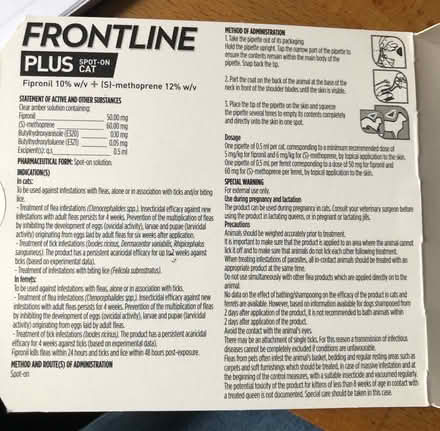 FRONTLINE
PLUS SPOT-ON
CAT
Fipronil 10% w/v + (S)-methoprene 12% w/v
STATEMENT OF ACTIVE AND OTHER SUBSTANCES
Clear amber solution containing:
Fipronil 50.00 mg
(S)-methoprene 60.00 mg
Butylhydroxyanisole (E320) 0.10 mg
Butylhydroxytoluene (E321) 0.05 mg
Excipient(s): q.s. 0.5 ml
PHARMACEUTICAL FORM: Spot-on solution.
INDICATION(S)
In cats:
To be used against infestations with fleas, alone or in association with ticks and/or biting
lice.
- Treatment of flea infestations (Ctenocephalides spp.). Insecticidal efficacy against new
infestations with adult fleas persists for 4 weeks. Prevention of the multiplication of fleas
by inhibiting the development of eggs (ovicidal activity), larvae and pupae (larvicidal
activity) originating from eggs laid by adult fleas for six weeks after application.
- Treatment of tick infestations (Ixodes ricinus, Dermacentor variabilis, Rhipicephalus
sanguineus). The product has a persistent acaricidal efficacy for up to 2 weeks against
ticks (based on experimental data).
- Treatment of infestations with biting lice (Felicola subrostratus).
In ferrets:
To be used against infestations with fleas, alone or in association with ticks.
- Treatment of flea infestations (Ctenocephalides spp.). Insecticidal efficacy against new
infestations with adult fleas persists for 4 weeks. Prevention of the multiplication of fleas
by inhibiting the development of eggs (ovicidal activity), larvae and pupae (larvicidal
activity) originating from eggs laid by adult fleas.
- Treatment of tick infestations (Ixodes ricinus). The product has a persistent acaricidal
efficacy for 4 weeks against ticks (based on experimental data).
Fipronil kills fleas within 24 hours and ticks and lice within 48 hours post-exposure.
METHOD AND ROUTE(S) OF ADMINISTRATION
Spot-on
METHOD OF ADMINISTRATION
1. Take the pipette out of its packaging.
Hold the pipette upright. Tap the narrow part of the pipette to
ensure the contents remain within the main body of the
pipette. Snap back the tip.
2. Part the coat on the back of the animal at the base of the
neck in front of the shoulder blades until the skin is visible.
3. Place the tip of the pipette on the skin and squeeze
the pipette several times to empty its contents completely
and directly onto the skin in one spot.
Dosage
One pipette of 0.5 ml per cat, corresponding to a minimum recommended dose of
5 mg/kg for fipronil and 6 mg/kg for (S)-methoprene, by topical application to the skin.
One pipette of 0.5 ml per ferret corresponding to a dose of 50 mg for fipronil and
60 mg for (S)-methoprene per ferret, by topical application to the skin.
SPECIAL WARNING
For external use only.
Use during pregnancy and lactation
The product can be used during pregnancy in cats. Consult your veterinary surgeon before
using the product in lactating queens, or in pregnant or lactating jills.
Precautions
Animals should be weighed accurately prior to treatment.
It is important to make sure that the product is applied to an area where the animal cannot
lick it off and to make sure that animals do not lick each other following treatment.
When treating infestations of parasites, all in-contact animals should be treated with an
appropriate product at the same time.
Do not use simultaneously with other flea products which are applied directly on to the
animal.
No data on the effect of bathing/shampooing on the efficacy of the product in cats and
ferrets are available. However, based on information available for dogs shampooed from
2 days after application of the product, it is not recommended to bath animals within
2 days after application of the product.
Avoid the contact with the animal's eyes.
There may be an attachment of single ticks. For this reason a transmission of infectious
diseases cannot be completely excluded if conditions are unfavourable.
Fleas from pets often infest the animal's basket, bedding and regular resting areas such as
carpets and soft furnishings which should be treated, in case of massive infestation and at
the beginning of the control measures, with a suitable insecticide and vacuumed regularly.
The potential toxicity of the product for kittens of less than 8 weeks of age in contact with
a treated queen is not documented. Special care should be taken in this case.